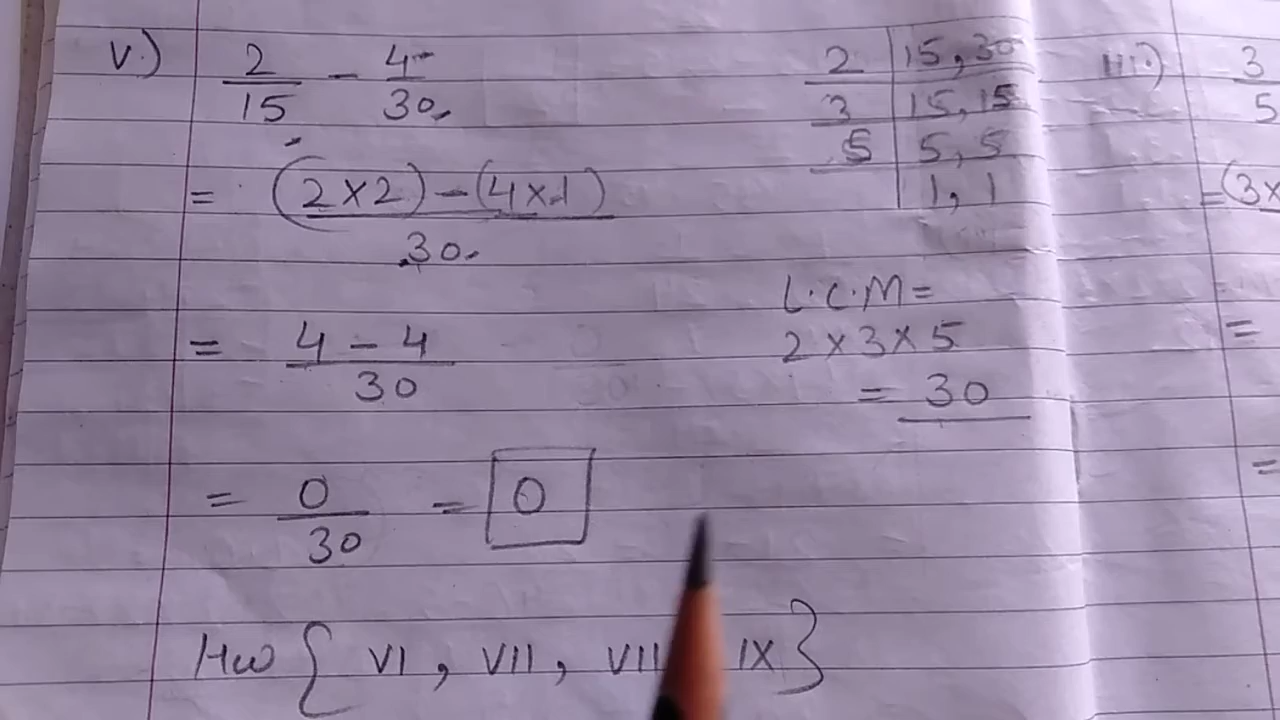 v.) 2/15 - 4/30
= (2×2) - (4×1) / 30
= 4 - 4 / 30
= 0/30 = 0
HW { VI, VII, VII IX }
2 | 15, 30
3 | 15, 15
5 | 5, 5
1, 1
L.C.M =
2 × 3 × 5
= 30
iii.) 3/5
= (3×
=
=